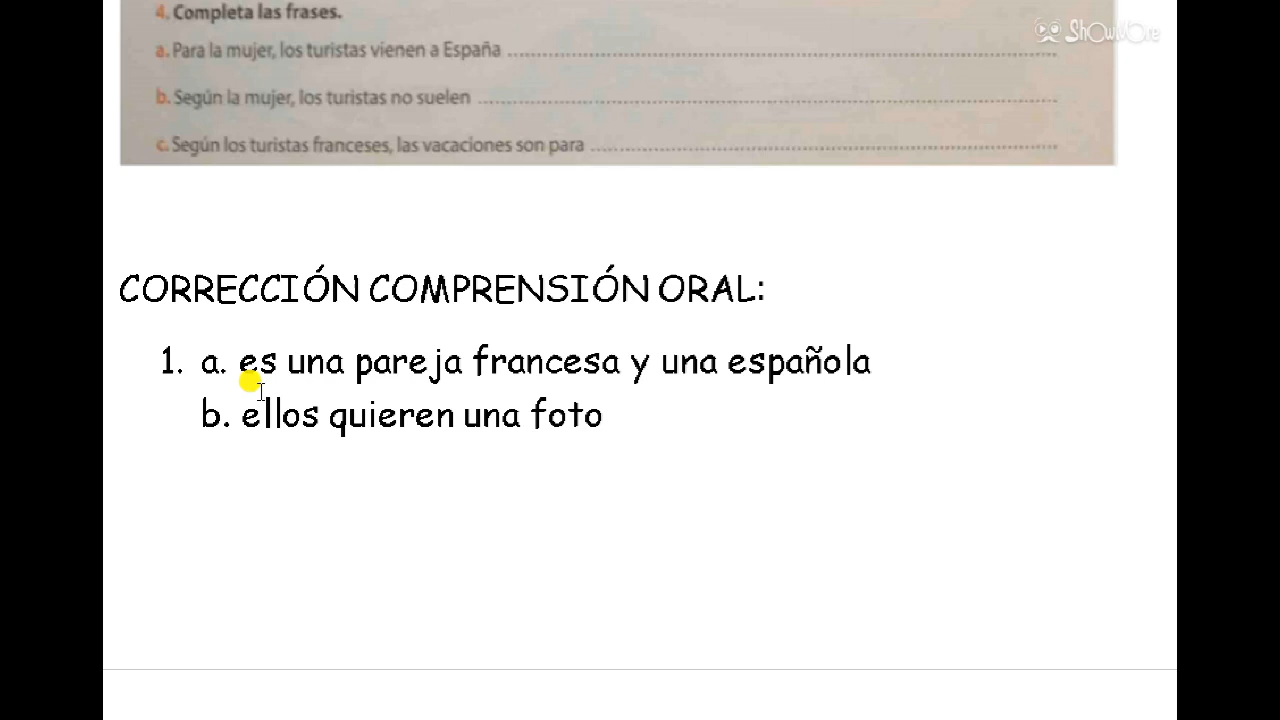 4. Completa las frases.
ShowMore
a. Para la mujer, los turistas vienen a España ........................................
b. Según la mujer, los turistas no suelen ........................................
c. Según los turistas franceses, las vacaciones son para ........................................
CORRECCIÓN COMPRENSIÓN ORAL:
1. a. es una pareja francesa y una española
b. ellos quieren una foto